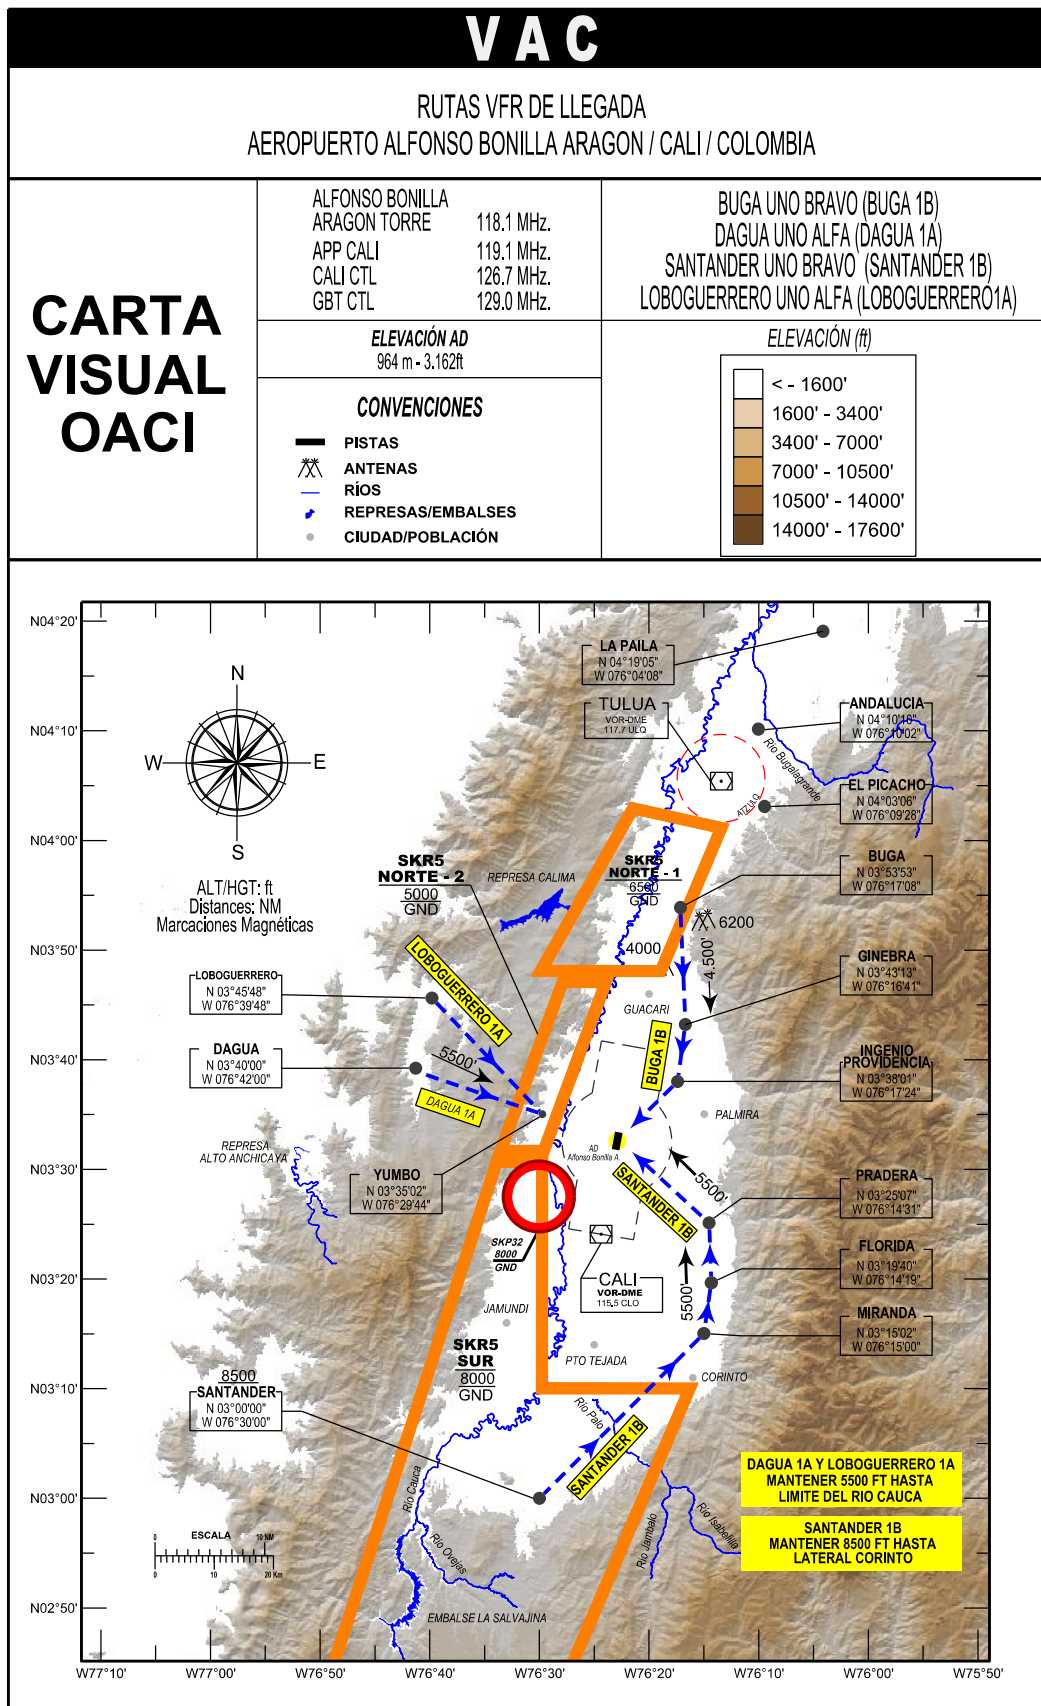 VAC
RUTAS VFR DE LLEGADA
AEROPUERTO ALFONSO BONILLA ARAGON / CALI / COLOMBIA
CARTA
VISUAL
OACI
ALFONSO BONILLA
ARAGON TORRE 118.1 MHz.
APP CALI 119.1 MHz.
CALI CTL 126.7 MHz.
GBT CTL 129.0 MHz.
ELEVACIÓN AD
964 m - 3.162ft
CONVENCIONES
PISTAS
ANTENAS
RÍOS
REPRESAS/EMBALSES
CIUDAD/POBLACIÓN
BUGA UNO BRAVO (BUGA 1B)
DAGUA UNO ALFA (DAGUA 1A)
SANTANDER UNO BRAVO (SANTANDER 1B)
LOBOGUERRERO UNO ALFA (LOBOGUERRERO1A)
ELEVACIÓN (ft)
< - 1600'
1600' - 3400'
3400' - 7000'
7000' - 10500'
10500' - 14000'
14000' - 17600'
N04°20'
N04°10'
N04°00'
N03°50'
N03°40'
N03°30'
N03°20'
N03°10'
N03°00'
N02°50'
N
W
E
S
ALT/HGT: ft
Distances: NM
Marcaciones Magnéticas
LA PAILA
N 04°19'05"
W 076°04'08"
TULUA
VOR-DME
117.7 ULQ
ANDALUCIA
N 04°10'10"
W 076°10'02"
Río Bugalagrande
EL PICACHO
N 04°03'06"
W 076°09'28"
ATZ ULQ
BUGA
N 03°53'53"
W 076°17'08"
SKR5
NORTE - 2
5000
GND
REPRESA CALIMA
SKR5
NORTE - 1
6500
GND
4000
6200
4.500'
GINEBRA
N 03°43'13"
W 076°16'41"
GUACARI
LOBOGUERRERO
N 03°45'48"
W 076°39'48"
LOBOGUERRERO 1A
DAGUA
N 03°40'00"
W 076°42'00"
5500'
DAGUA 1A
BUGA 1B
INGENIO
PROVIDENCIA
N 03°38'01"
W 076°17'24"
PALMIRA
AD
Alfonso Bonilla A.
REPRESA
ALTO ANCHICAYA
YUMBO
N 03°35'02"
W 076°29'44"
SANTANDER 1B
5500'
PRADERA
N 03°25'07"
W 076°14'31"
SKP32
8000
GND
FLORIDA
N 03°19'40"
W 076°14'19"
CALI
VOR-DME
115.5 CLO
5500'
MIRANDA
N 03°15'02"
W 076°15'00"
JAMUNDI
SKR5
SUR
8000
GND
PTO TEJADA
CORINTO
8500
SANTANDER
N 03°00'00"
W 076°30'00"
Río Palo
SANTANDER 1B
Río Cauca
Río Ovejas
Río Jambalo
Río Isabelilla
EMBALSE LA SALVAJINA
DAGUA 1A Y LOBOGUERRERO 1A
MANTENER 5500 FT HASTA
LIMITE DEL RIO CAUCA
SANTANDER 1B
MANTENER 8500 FT HASTA
LATERAL CORINTO
ESCALA
0 10 NM
0 10 20 Km
W77°10' W77°00' W76°50' W76°40' W76°30' W76°20' W76°10' W76°00' W75°50'